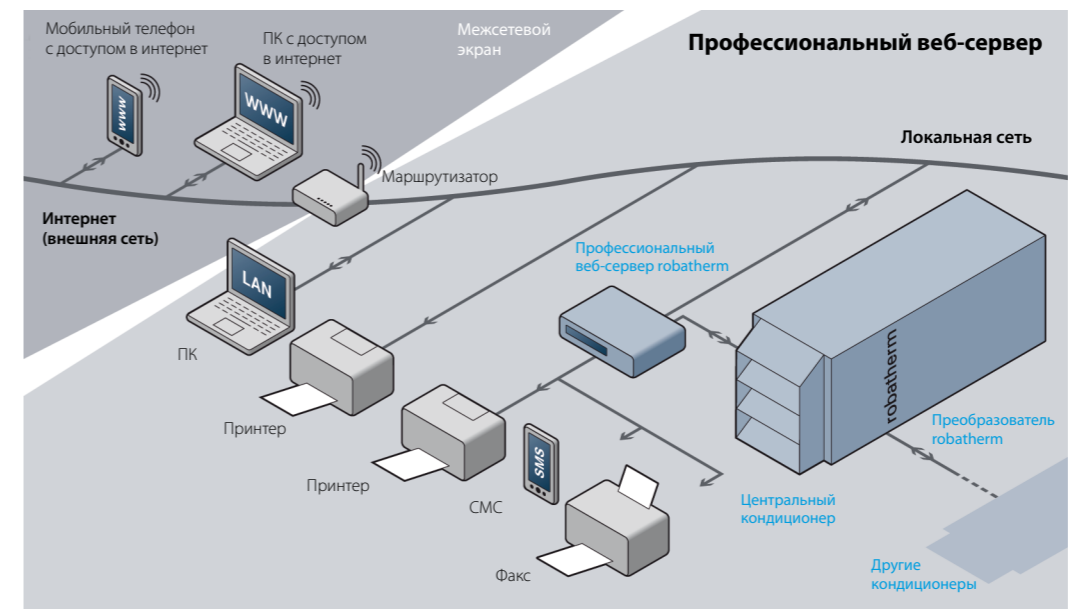 Мобильный телефон
с доступом в интернет
ПК с доступом
в интернет
Межсетевой
экран
Профессиональный веб-сервер
WWW
WWW
Локальная сеть
Маршрутизатор
Интернет
(внешняя сеть)
Профессиональный
веб-сервер robatherm
LAN
ПК
robatherm
Принтер
Преобразователь
robatherm
Принтер
SMS
СМС
Центральный
кондиционер
Факс
Другие
кондиционеры